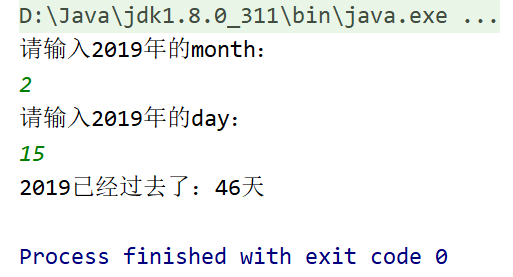 D:\Java\jdk1.8.0_311\bin\java.exe ...
请输入2019年的month:
2
请输入2019年的day:
15
2019已经过去了: 46天
Process finished with exit code 0